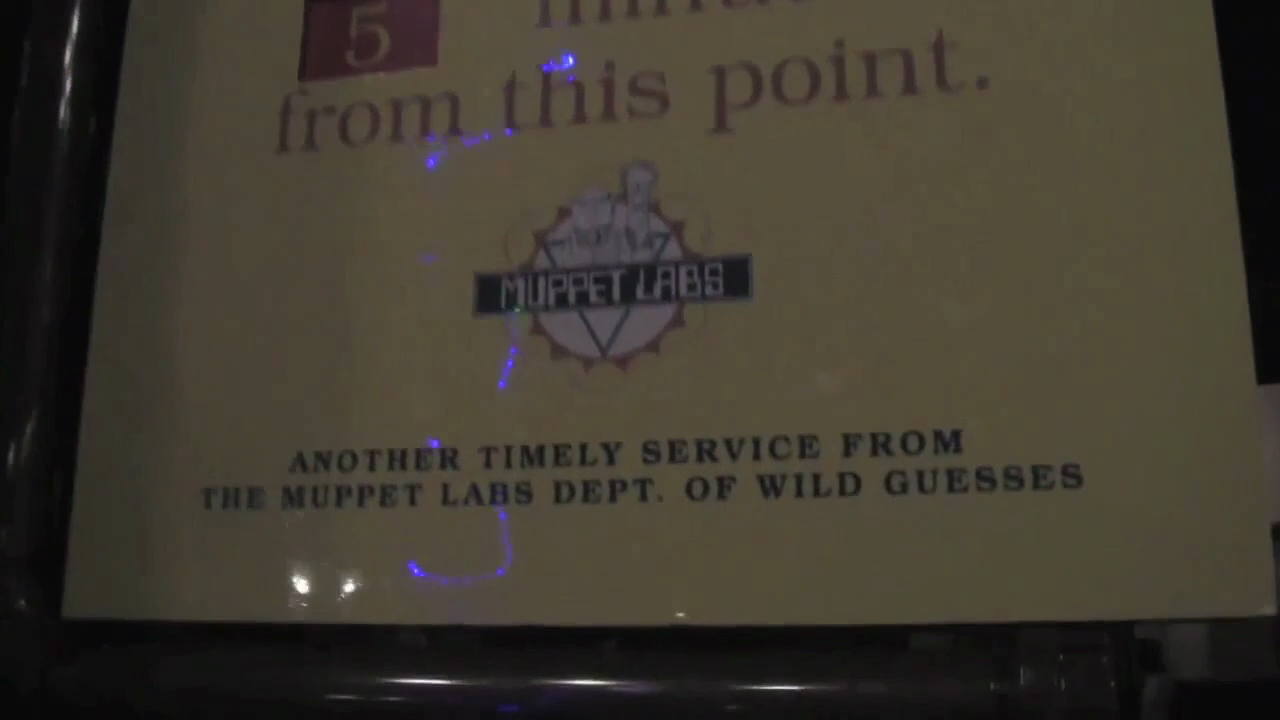 5
from this point.
MUPPET LABS
ANOTHER TIMELY SERVICE FROM
THE MUPPET LABS DEPT. OF WILD GUESSES